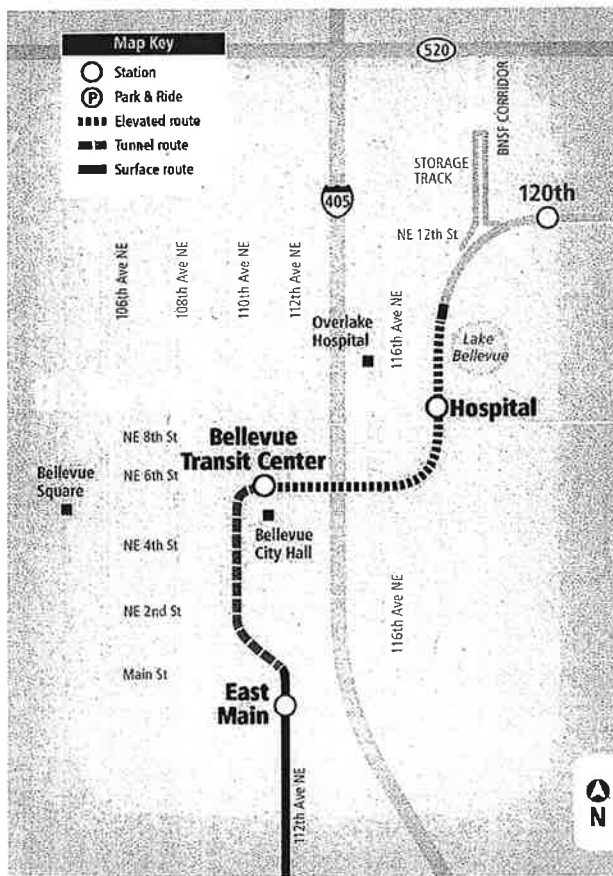 Map Key
Station
P Park & Ride
Elevated route
Tunnel route
Surface route
520
BNSF CORRIDOR
STORAGE
TRACK
120th
405
NE 12th St
106th Ave NE
108th Ave NE
110th Ave NE
112th Ave NE
116th Ave NE
Overlake
Hospital
Lake
Bellevue
Hospital
NE 8th St
Bellevue
Transit Center
NE 6th St
Bellevue
Square
Bellevue
City Hall
NE 4th St
NE 2nd St
116th Ave NE
Main St
East
Main
112th Ave NE
N